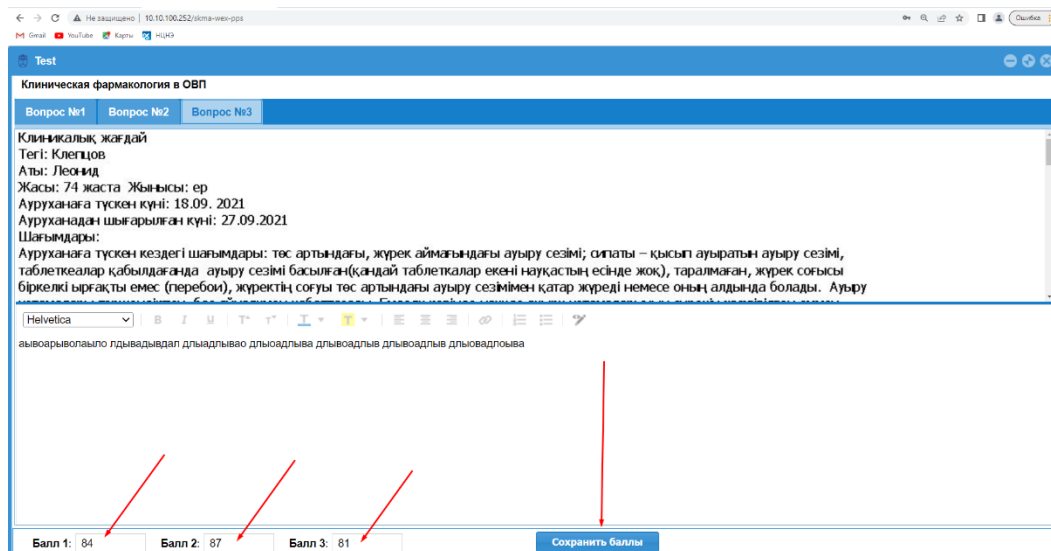 Не защищено | 10.10.100.252/skma-wex-pps
Ошибка
Gmail YouTube Карты НЦНЭ
Test
Клиническая фармакология в ОВП
Вопрос №1 Вопрос №2 Вопрос №3
Клиникалық жағдай
Тегі: Клепцов
Аты: Леонид
Жасы: 74 жаста Жынысы: ер
Ауруханаға түскен күні: 18.09. 2021
Ауруханадан шығарылған күні: 27.09.2021
Шағымдары:
Ауруханаға түскен кездегі шағымдары: төс артындағы, жүрек аймағындағы ауыру сезімі; сипаты – қысып ауыратын ауыру сезімі,
таблеткеалар қабылдағанда ауыру сезімі басылған(қандай таблеткалар екені науқастың есінде жоқ), таралмаған, жүрек соғысы
біркелкі ырғақты емес (перебои), жүректің соғуы төс артындағы ауыру сезімімен қатар жүреді немесе оның алдында болады. Ауыру
Helvetica B I U T T T T
аывоарыволаыло лдывадывдал длыадлывао длыоадлыва длывоадлыв длывоадлыв длыовадлоыва
Балл 1: 84 Балл 2: 87 Балл 3: 81 Сохранить баллы